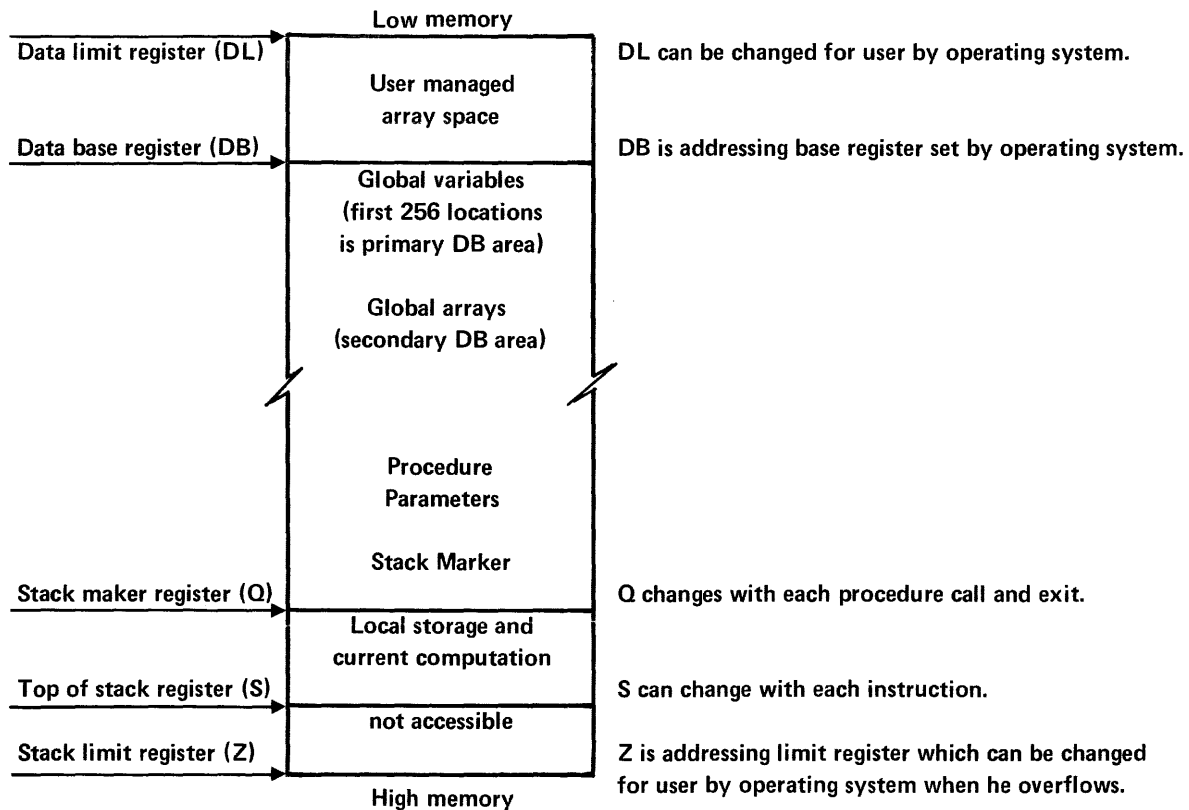 Low memory
Data limit register (DL)
DL can be changed for user by operating system.
User managed
array space
Data base register (DB)
DB is addressing base register set by operating system.
Global variables
(first 256 locations
is primary DB area)
Global arrays
(secondary DB area)
Procedure
Parameters
Stack Marker
Stack maker register (Q)
Q changes with each procedure call and exit.
Local storage and
current computation
Top of stack register (S)
S can change with each instruction.
not accessible
Stack limit register (Z)
Z is addressing limit register which can be changed
for user by operating system when he overflows.
High memory